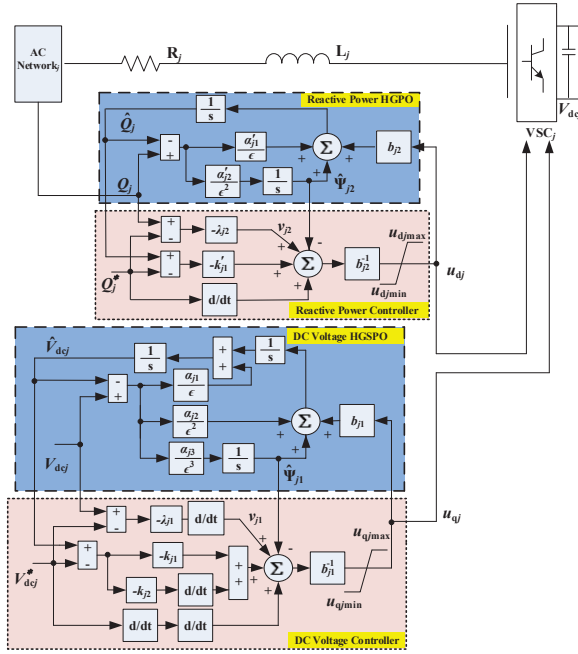 AC
Network_j
R_j
L_j
V_dcj
VSC_j
Reactive Power HGPO
1/s
Q̂_j
- +
α′_j1/ϵ
Σ
+ + +
b_j2
α′_j2/ϵ²
1/s
Ψ̂_j2
Q_j
+ -
-λ_j2
v_j2
-
+ -
-k′_j1
+ + +
Σ
b_j2^-1
u_djmax
u_djmin
u_dj
Q_j^*
d/dt
Reactive Power Controller
DC Voltage HGSPO
V̂_dcj
1/s
+ +
1/s
- +
α_j1/ϵ
α_j2/ϵ²
Σ
+ + +
b_j1
α_j3/ϵ³
1/s
Ψ̂_j1
V_dcj
u_qj
+ -
-λ_j1
d/dt
v_j1
-
u_qjmax
+ -
-k_j1
+ +
+ + +
Σ
b_j1^-1
V_dcj^*
-k_j2
d/dt
u_qjmin
d/dt
d/dt
DC Voltage Controller